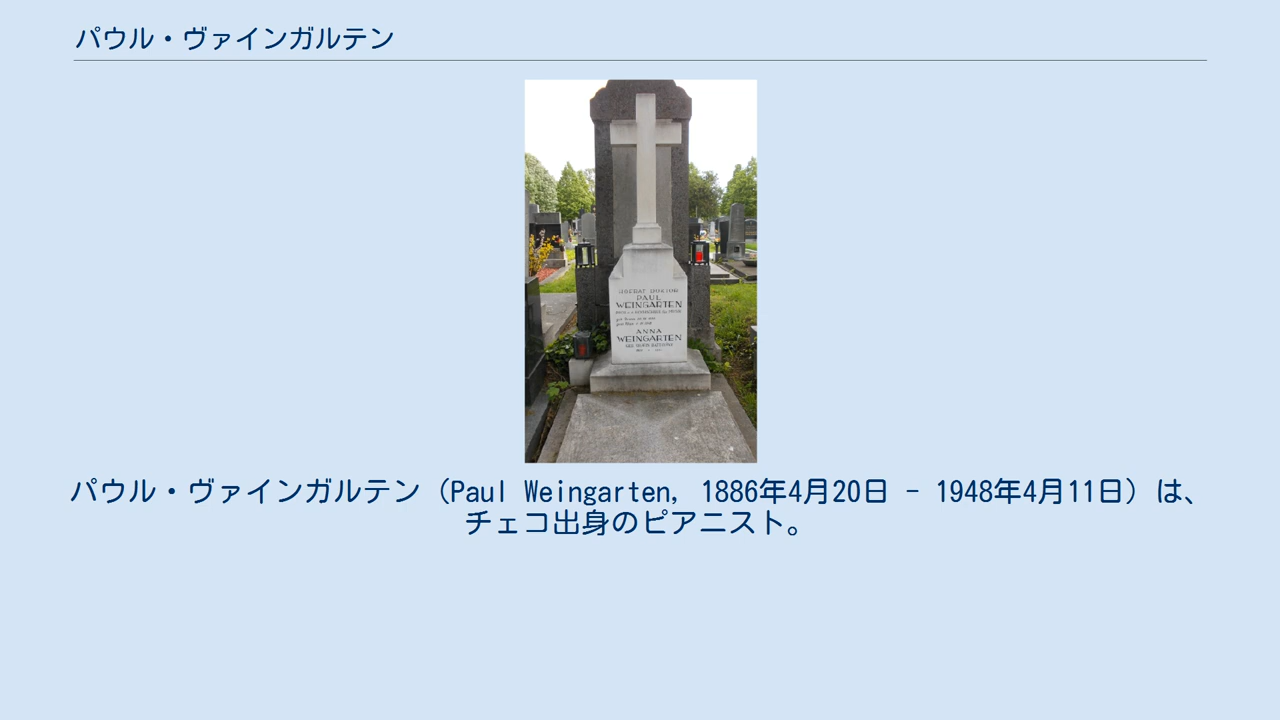 パウル・ヴァインガルテン
PAUL
WEINGARTEN
ANNA
WEINGARTEN
パウル・ヴァインガルテン（Paul Weingarten, 1886年4月20日 - 1948年4月11日）は、
チェコ出身のピアニスト。